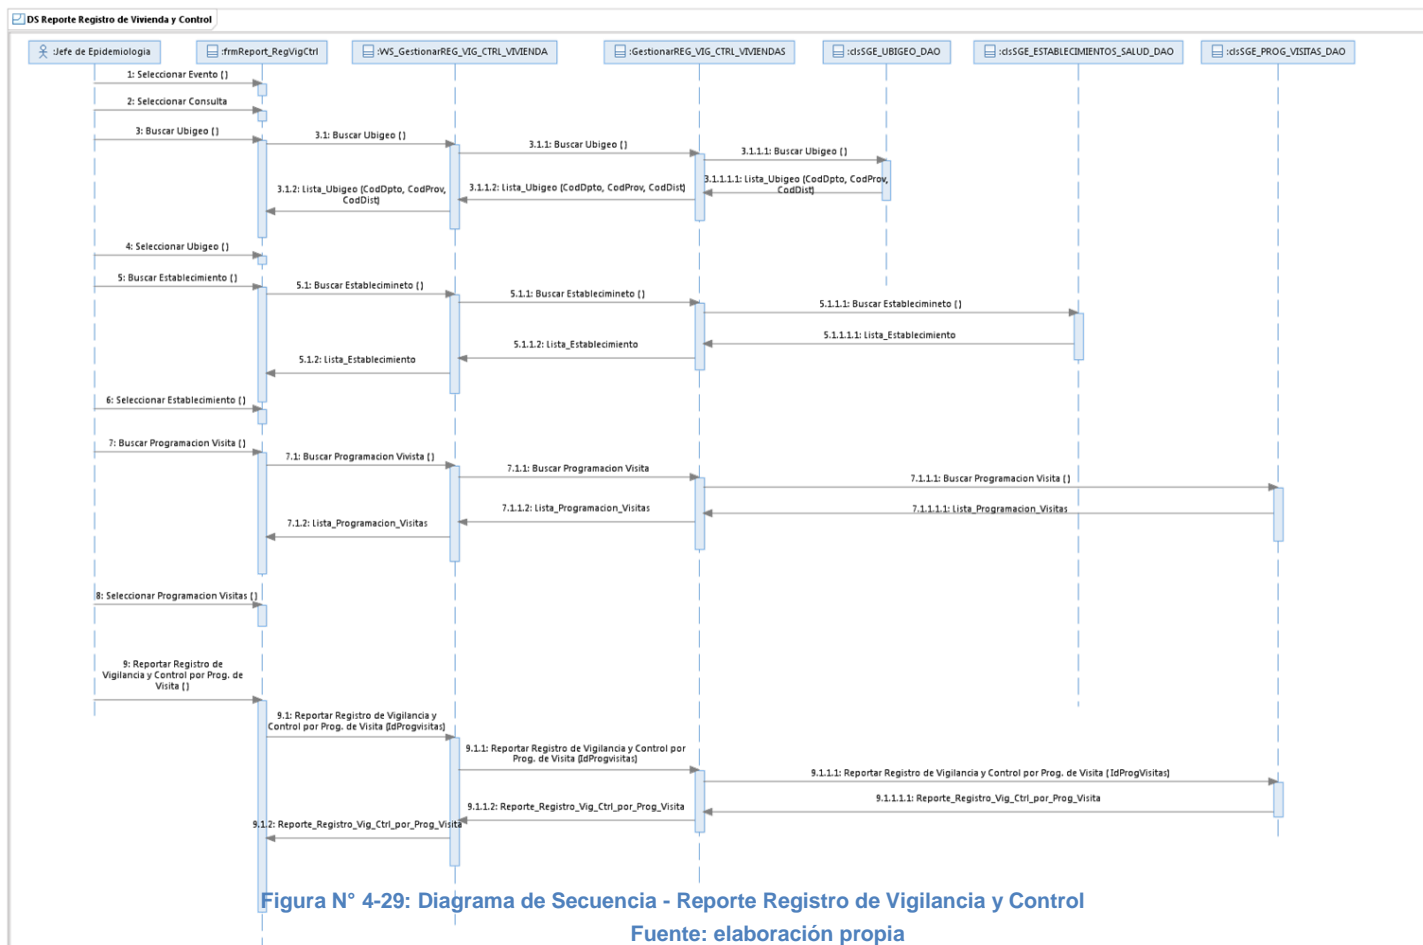 DS Reporte Registro de Vivienda y Control
:Jefe de Epidemiologia
:frmReport_RegVigCtrl
:WS_GestionarREG_VIG_CTRL_VIVIENDA
:GestionarREG_VIG_CTRL_VIVIENDAS
:clsSGE_UBIGEO_DAO
:clsSGE_ESTABLECIMIENTOS_SALUD_DAO
:clsSGE_PROG_VISITAS_DAO
1: Seleccionar Evento ()
2: Seleccionar Consulta
3: Buscar Ubigeo ()
3.1: Buscar Ubigeo ()
3.1.1: Buscar Ubigeo ()
3.1.1.1: Buscar Ubigeo ()
3.1.1.1.1: Lista_Ubigeo (CodDpto, CodProv,
CodDist)
3.1.1.2: Lista_Ubigeo (CodDpto, CodProv, CodDist)
3.1.2: Lista_Ubigeo (CodDpto, CodProv,
CodDist)
4: Seleccionar Ubigeo ()
5: Buscar Establecimiento ()
5.1: Buscar Establecimineto ()
5.1.1: Buscar Establecimineto ()
5.1.1.1: Buscar Establecimineto ()
5.1.1.1.1: Lista_Establecimiento
5.1.1.2: Lista_Establecimiento
5.1.2: Lista_Establecimiento
6: Seleccionar Establecimiento ()
7: Buscar Programacion Visita ()
7.1: Buscar Programacion Vivista ()
7.1.1: Buscar Programacion Visita
7.1.1.1: Buscar Programacion Visita ()
7.1.1.1.1: Lista_Programacion_Visitas
7.1.1.2: Lista_Programacion_Visitas
7.1.2: Lista_Programacion_Visitas
8: Seleccionar Programacion Visitas ()
9: Reportar Registro de
Vigilancia y Control por Prog. de
Visita ()
9.1: Reportar Registro de Vigilancia y
Control por Prog. de Visita (IdProgvisitas)
9.1.1: Reportar Registro de Vigilancia y Control por
Prog. de Visita (IdProgvisitas)
9.1.1.1: Reportar Registro de Vigilancia y Control por Prog. de Visita ( IdProgVisitas)
9.1.1.1.1: Reporte_Registro_Vig_Ctrl_por_Prog_Visita
9.1.1.2: Reporte_Registro_Vig_Ctrl_por_Prog_Visita
9.1.2: Reporte_Registro_Vig_Ctrl_por_Prog_Visita
Figura N° 4-29: Diagrama de Secuencia - Reporte Registro de Vigilancia y Control
Fuente: elaboración propia